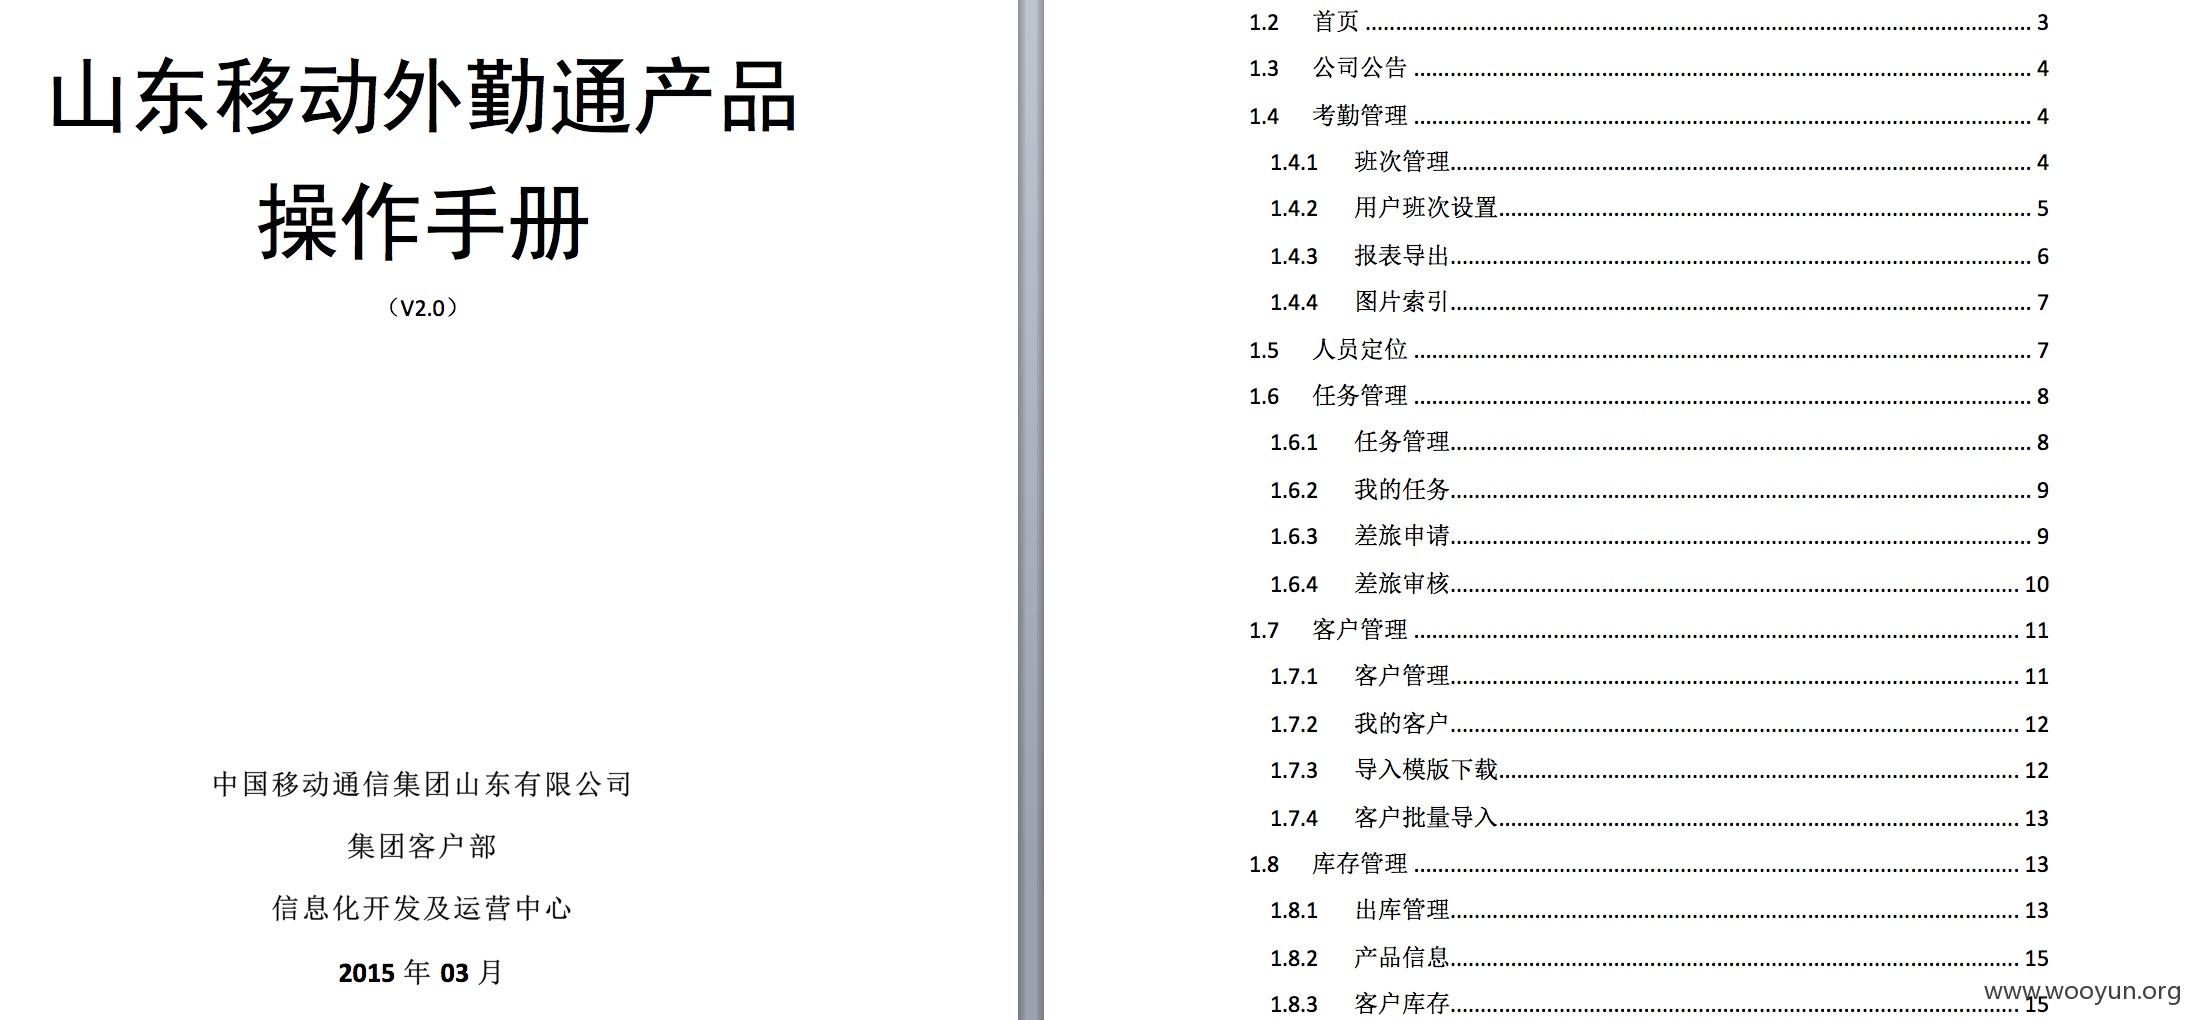 山东移动外勤通产品
操作手册
（V2.0）
中国移动通信集团山东有限公司
集团客户部
信息化开发及运营中心
2015 年 03 月
1.2 首页 3
1.3 公司公告 4
1.4 考勤管理 4
1.4.1 班次管理 4
1.4.2 用户班次设置 5
1.4.3 报表导出 6
1.4.4 图片索引 7
1.5 人员定位 7
1.6 任务管理 8
1.6.1 任务管理 8
1.6.2 我的任务 9
1.6.3 差旅申请 9
1.6.4 差旅审核 10
1.7 客户管理 11
1.7.1 客户管理 11
1.7.2 我的客户 12
1.7.3 导入模版下载 12
1.7.4 客户批量导入 13
1.8 库存管理 13
1.8.1 出库管理 13
1.8.2 产品信息 15
1.8.3 客户库存 15
www.wooyun.org